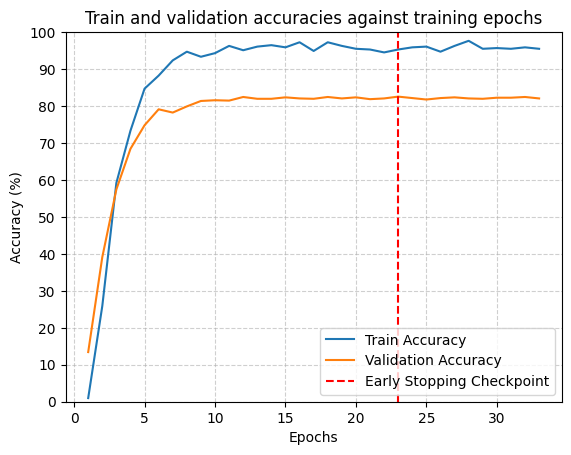 Train and validation accuracies against training epochs
Accuracy (%)
100
90
80
70
60
50
40
30
20
10
0
0 5 10 15 20 25 30
Epochs
Train Accuracy
Validation Accuracy
Early Stopping Checkpoint